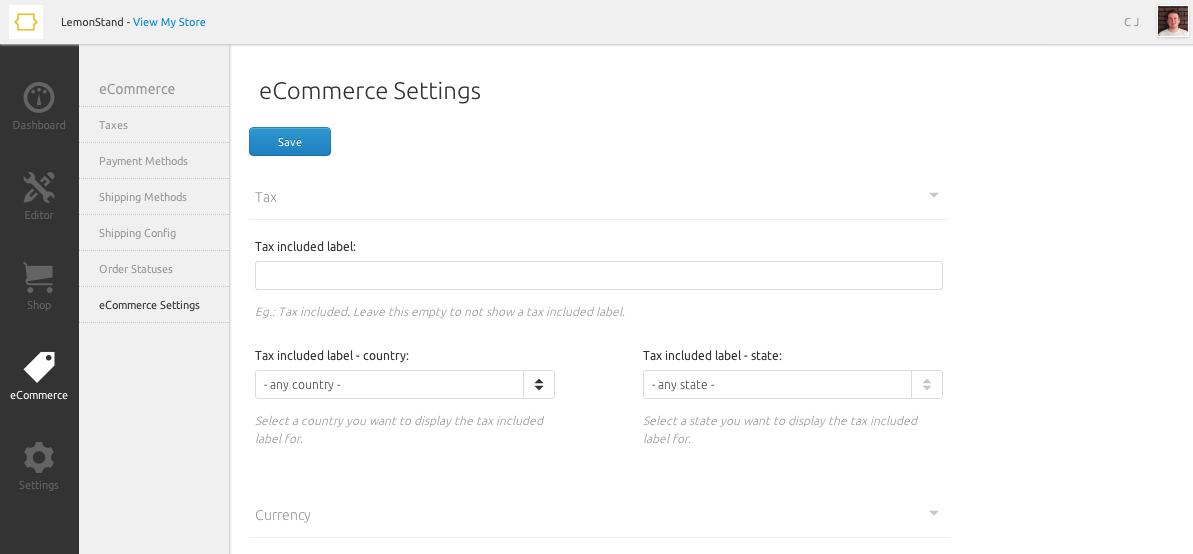 LemonStand - View My Store
C J
Dashboard
Editor
Shop
eCommerce
Settings
eCommerce
Taxes
Payment Methods
Shipping Methods
Shipping Config
Order Statuses
eCommerce Settings
eCommerce Settings
Save
Tax
Tax included label:
Eg.: Tax included. Leave this empty to not show a tax included label.
Tax included label - country:
- any country -
Select a country you want to display the tax included
label for.
Tax included label - state:
- any state -
Select a state you want to display the tax included
label for.
Currency